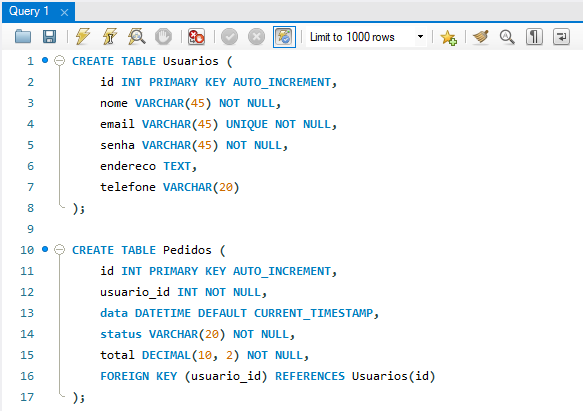 Query 1
Limit to 1000 rows
1 CREATE TABLE Usuarios (
2 id INT PRIMARY KEY AUTO_INCREMENT,
3 nome VARCHAR(45) NOT NULL,
4 email VARCHAR(45) UNIQUE NOT NULL,
5 senha VARCHAR(45) NOT NULL,
6 endereco TEXT,
7 telefone VARCHAR(20)
8 );
9
10 CREATE TABLE Pedidos (
11 id INT PRIMARY KEY AUTO_INCREMENT,
12 usuario_id INT NOT NULL,
13 data DATETIME DEFAULT CURRENT_TIMESTAMP,
14 status VARCHAR(20) NOT NULL,
15 total DECIMAL(10, 2) NOT NULL,
16 FOREIGN KEY (usuario_id) REFERENCES Usuarios(id)
17 );